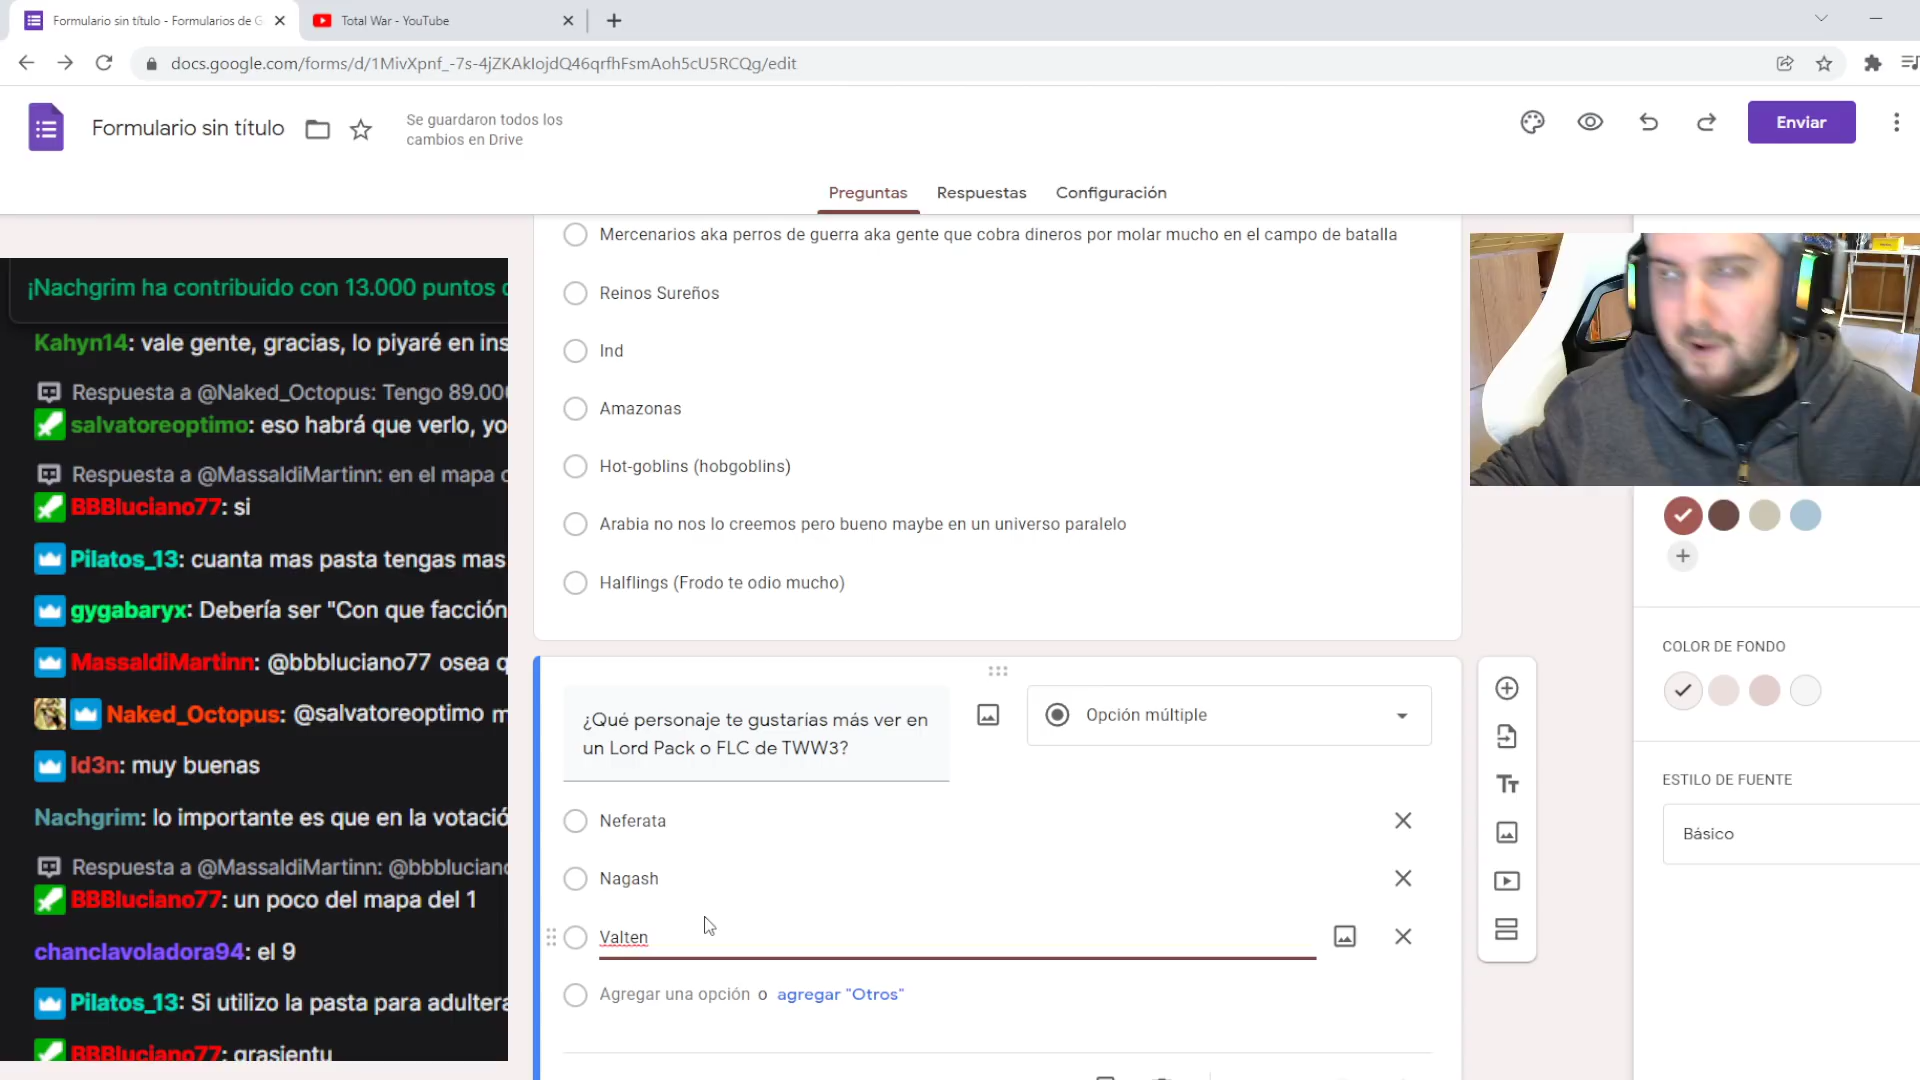 Formulario sin título - Formularios de G
Total War - YouTube
docs.google.com/forms/d/1MivXpnf_-7s-4jZKAkIojdQ46qrfhFsmAoh5cU5RCQg/edit
Formulario sin título
Se guardaron todos los
cambios en Drive
Enviar
Preguntas Respuestas Configuración
¡Nachgrim ha contribuido con 13.000 puntos
Kahyn14: vale gente, gracias, lo piyaré en ins
Respuesta a @Naked_Octopus: Tengo 89.00
salvatoreoptimo: eso habrá que verlo, yo
Respuesta a @MassaldiMartinn: en el mapa
BBBluciano77: si
Pilatos_13: cuanta mas pasta tengas mas
gygabaryx: Debería ser "Con que facción
MassaldiMartinn: @bbbluciano77 osea q
Naked_Octopus: @salvatoreoptimo m
Id3n: muy buenas
Nachgrim: lo importante es que en la votació
Respuesta a @MassaldiMartinn: @bbblucian
BBBluciano77: un poco del mapa del 1
chanclavoladora94: el 9
Pilatos_13: Si utilizo la pasta para adultera
BBBluciano77: grasientu
Mercenarios aka perros de guerra aka gente que cobra dineros por molar mucho en el campo de batalla
Reinos Sureños
Ind
Amazonas
Hot-goblins (hobgoblins)
Arabia no nos lo creemos pero bueno maybe en un universo paralelo
Halflings (Frodo te odio mucho)
¿Qué personaje te gustarías más ver en
un Lord Pack o FLC de TWW3?
Opción múltiple
Neferata
Nagash
Valten
Agregar una opción o agregar "Otros"
COLOR DE FONDO
ESTILO DE FUENTE
Básico